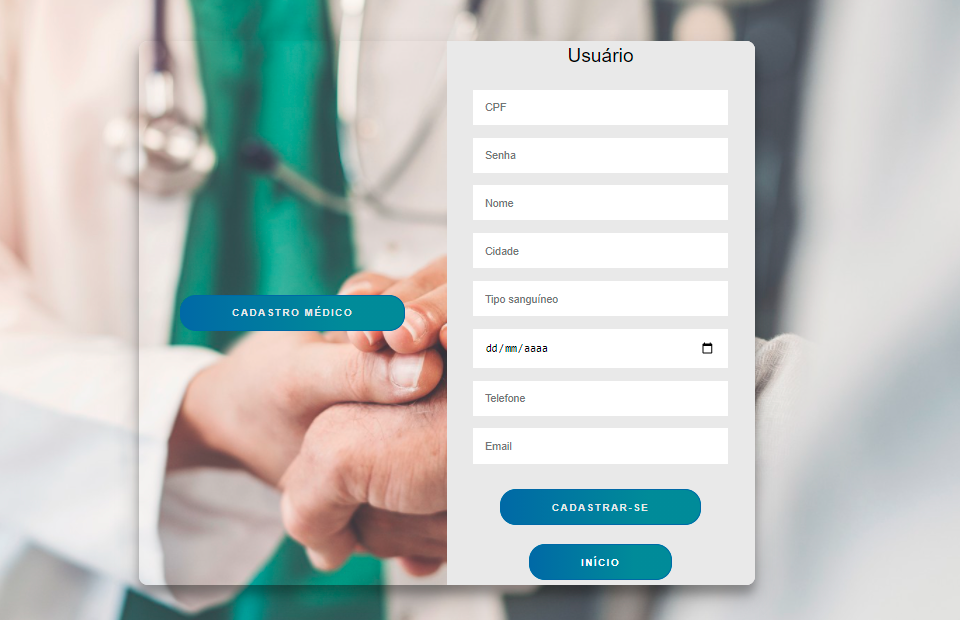 Usuário
CPF
Senha
Nome
Cidade
Tipo sanguíneo
dd/mm/aaaa
Telefone
Email
CADASTRAR-SE
INÍCIO
CADASTRO MÉDICO